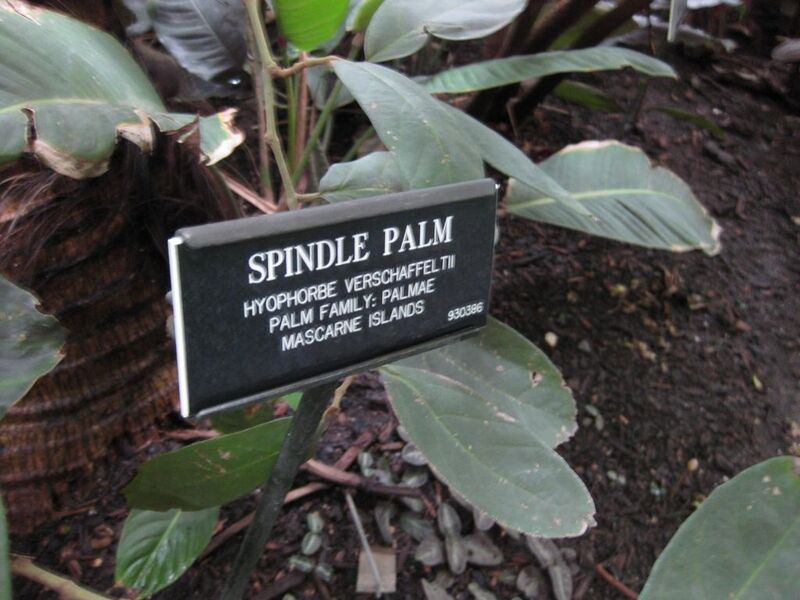 SPINDLE PALM
HYOPHORBE VERSCHAFFELTII
PALM FAMILY: PALMAE
MASCARNE ISLANDS
930386